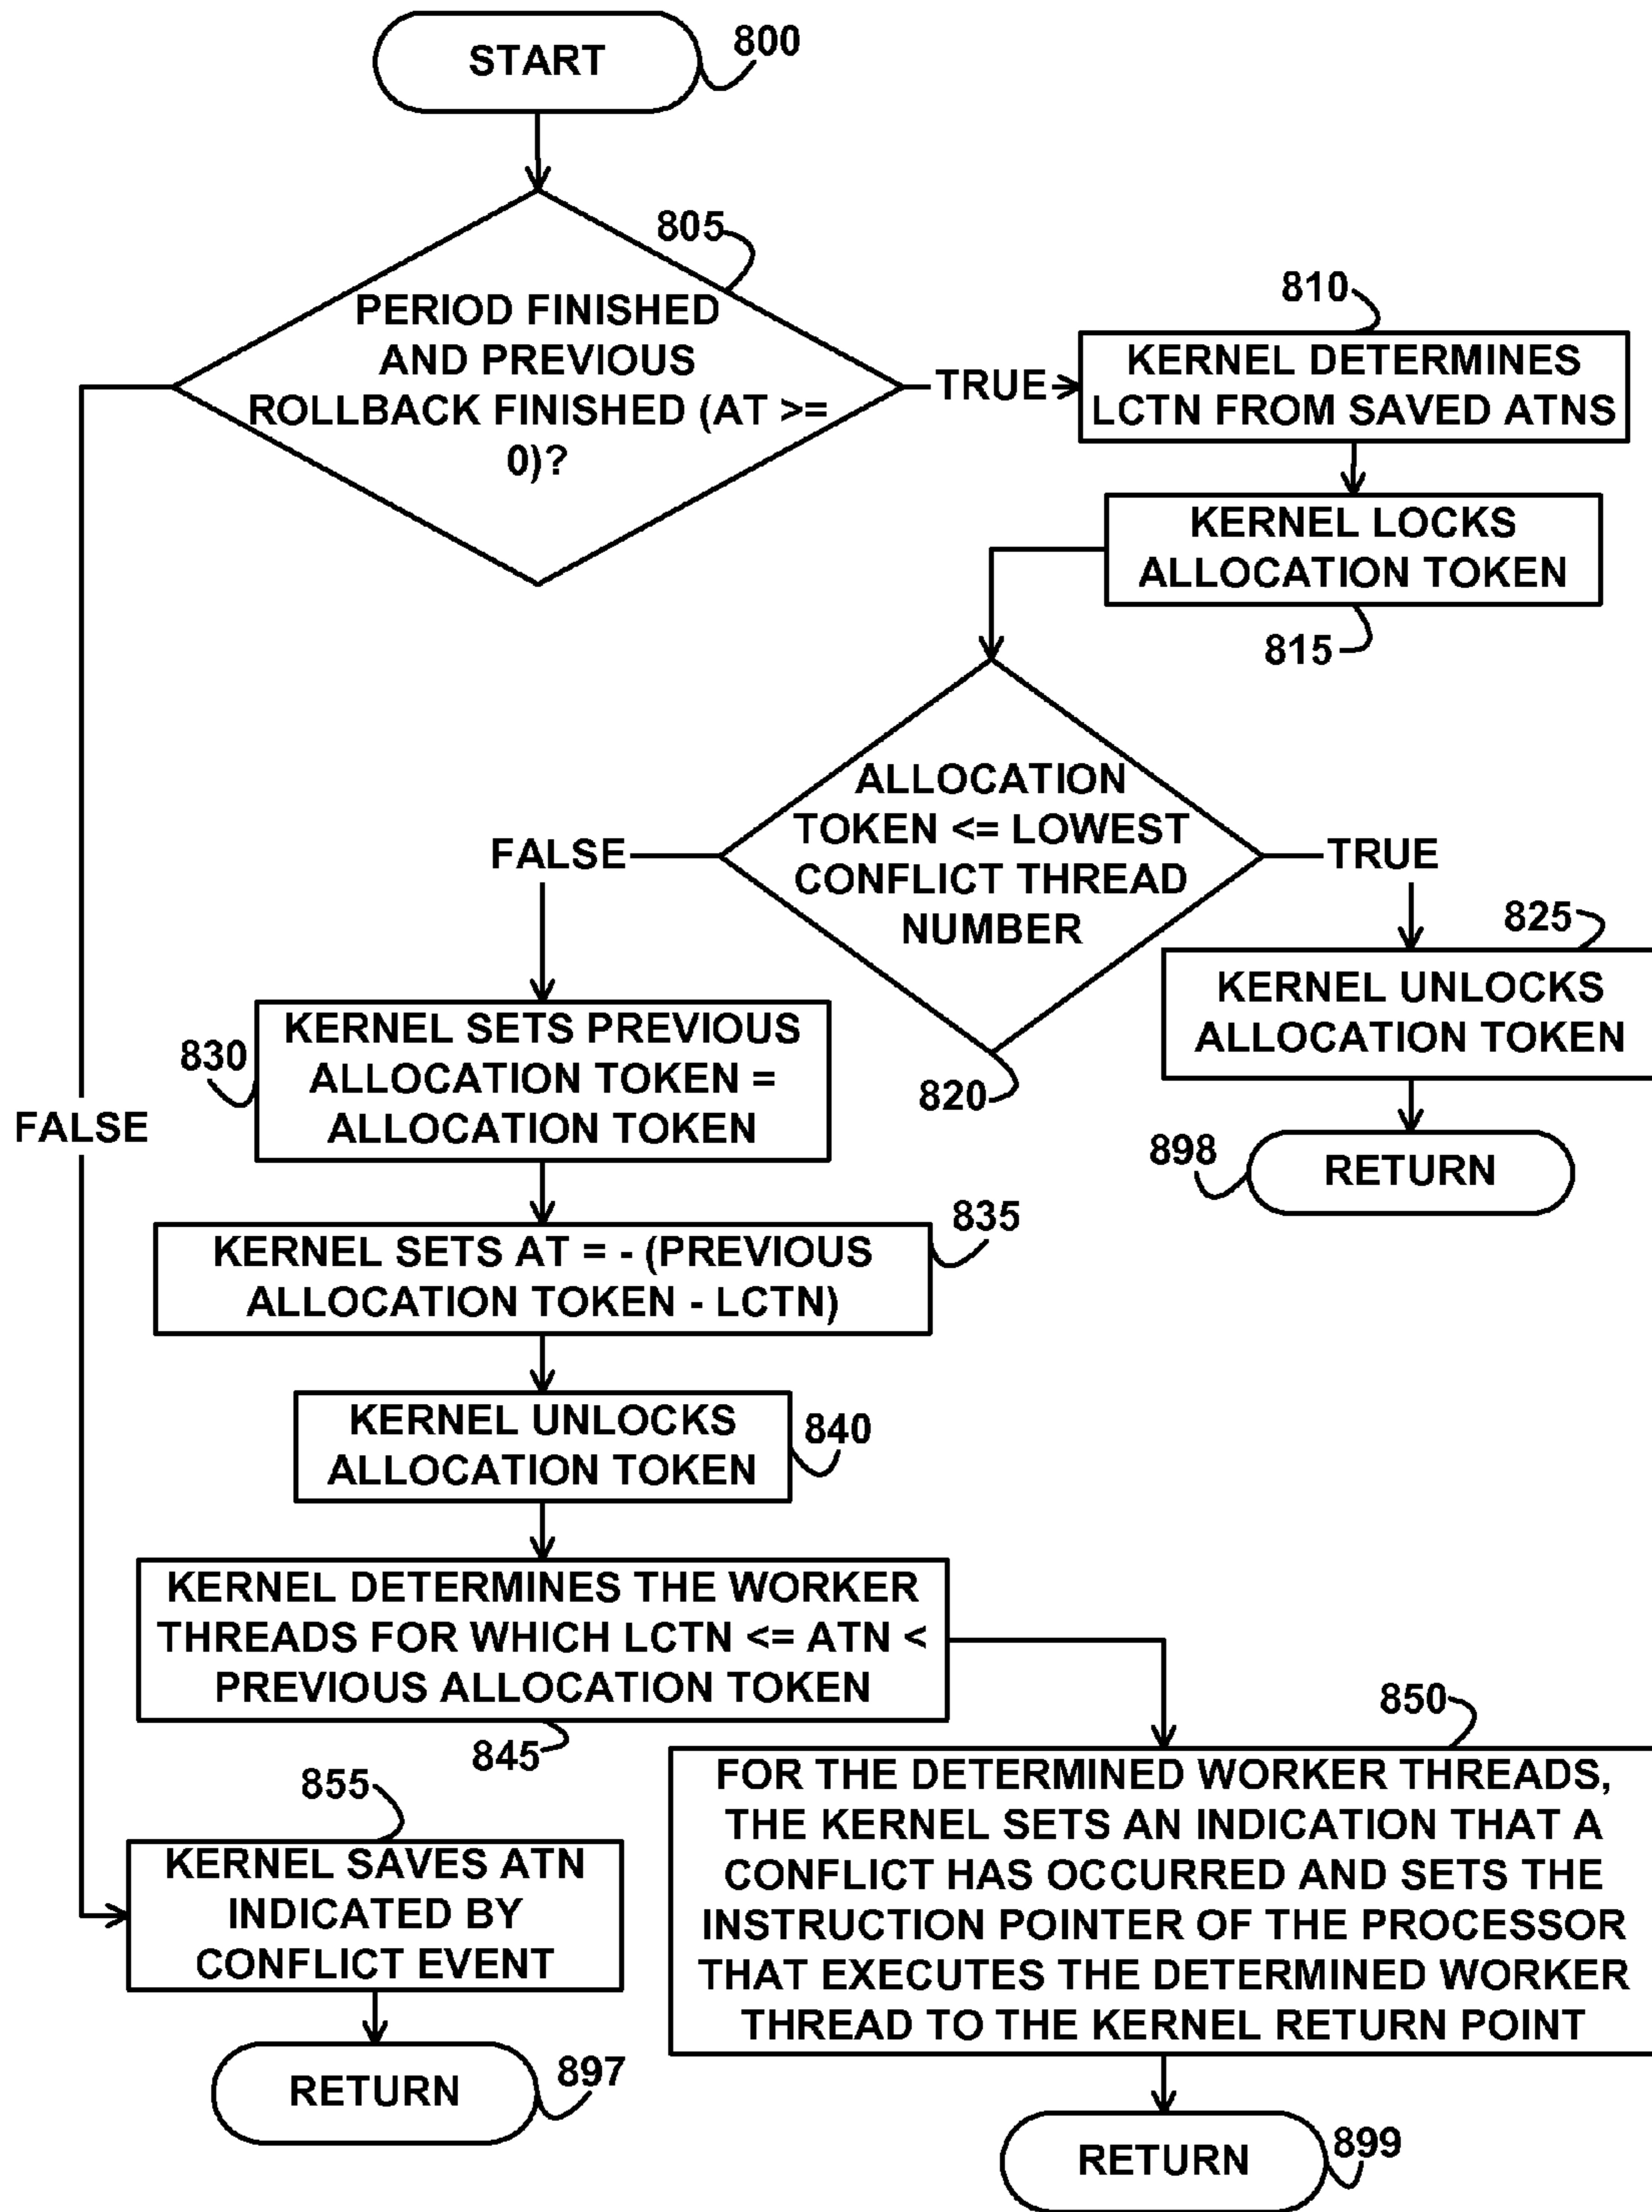 START
800
805
PERIOD FINISHED
AND PREVIOUS
ROLLBACK FINISHED (AT >=
0)?
TRUE
810
KERNEL DETERMINES
LCTN FROM SAVED ATNS
KERNEL LOCKS
ALLOCATION TOKEN
815
ALLOCATION
TOKEN <= LOWEST
CONFLICT THREAD
NUMBER
820
FALSE
TRUE
825
KERNEL UNLOCKS
ALLOCATION TOKEN
898
RETURN
830
KERNEL SETS PREVIOUS
ALLOCATION TOKEN =
ALLOCATION TOKEN
FALSE
835
KERNEL SETS AT = - (PREVIOUS
ALLOCATION TOKEN - LCTN)
KERNEL UNLOCKS
ALLOCATION TOKEN
840
KERNEL DETERMINES THE WORKER
THREADS FOR WHICH LCTN <= ATN <
PREVIOUS ALLOCATION TOKEN
845
850
FOR THE DETERMINED WORKER THREADS,
THE KERNEL SETS AN INDICATION THAT A
CONFLICT HAS OCCURRED AND SETS THE
INSTRUCTION POINTER OF THE PROCESSOR
THAT EXECUTES THE DETERMINED WORKER
THREAD TO THE KERNEL RETURN POINT
855
KERNEL SAVES ATN
INDICATED BY
CONFLICT EVENT
RETURN
897
RETURN
899